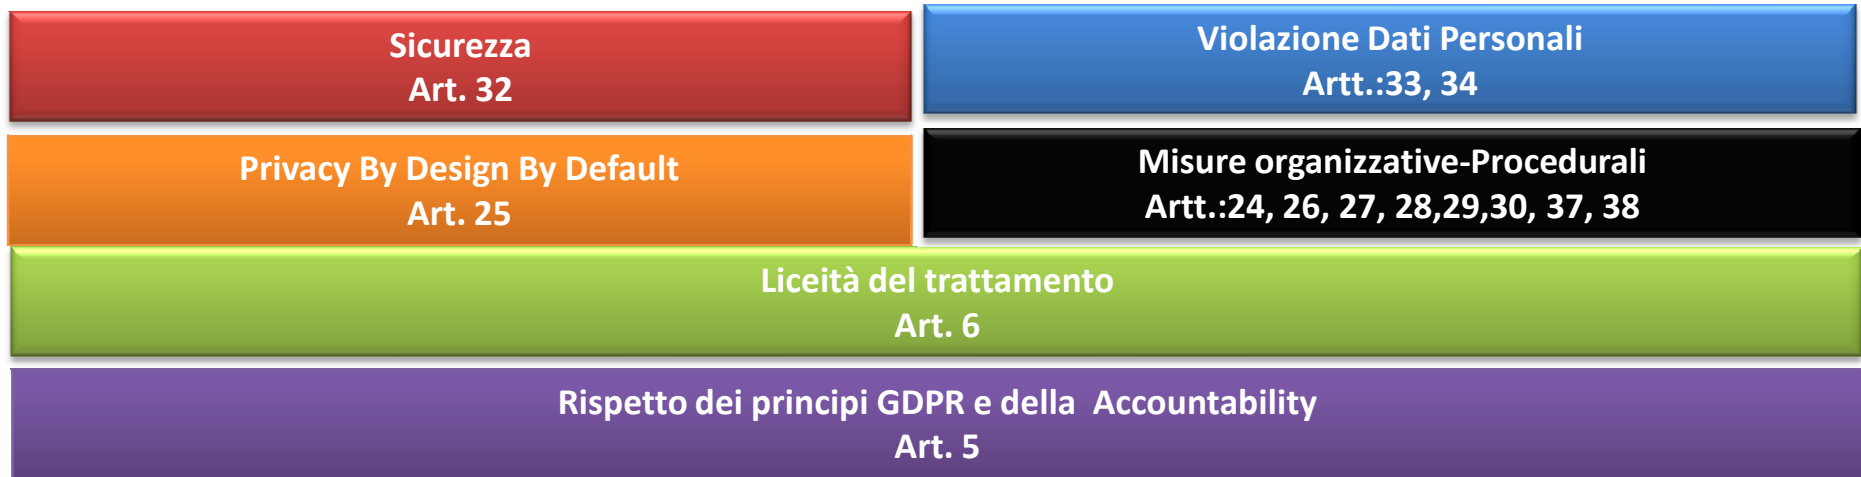 Sicurezza
Art. 32
Violazione Dati Personali
Artt.:33, 34
Privacy By Design By Default
Art. 25
Misure organizzative-Procedurali
Artt.:24, 26, 27, 28,29,30, 37, 38
Liceità del trattamento
Art. 6
Rispetto dei principi GDPR e della  Accountability
Art. 5